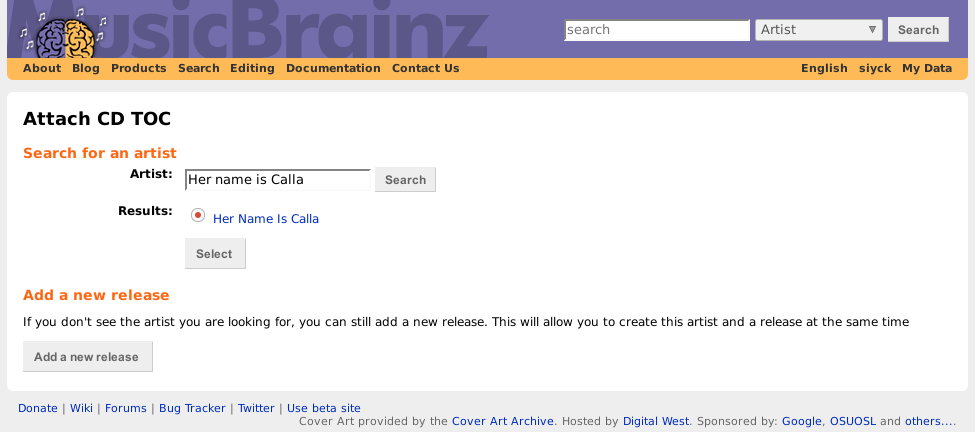 MusicBrainz
search Artist Search
About Blog Products Search Editing Documentation Contact Us English siyck My Data
Attach CD TOC
Search for an artist
Artist: Her name is Calla Search
Results: Her Name Is Calla
Select
Add a new release
If you don't see the artist you are looking for, you can still add a new release. This will allow you to create this artist and a release at the same time
Add a new release
Donate | Wiki | Forums | Bug Tracker | Twitter | Use beta site
Cover Art provided by the Cover Art Archive. Hosted by Digital West. Sponsored by: Google, OSUOSL and others....